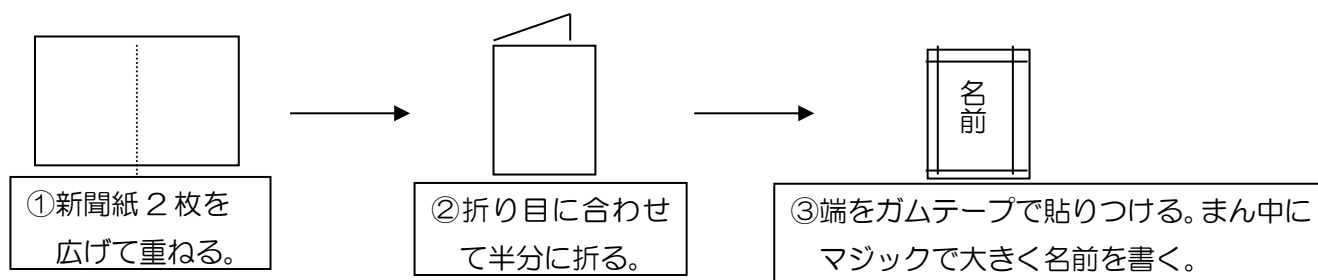 名前
①新聞紙2枚を
広げて重ねる。
②折り目に合わせ
て半分に折る。
③端をガムテープで貼りつける。まん中に
マジックで大きく名前を書く。